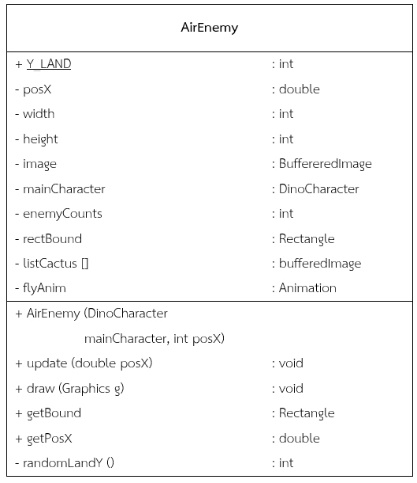 AirEnemy
+ Y_LAND : int
- posX : double
- width : int
- height : int
- image : BuffereredImage
- mainCharacter : DinoCharacter
- enemyCounts : int
- rectBound : Rectangle
- listCactus [] : bufferedImage
- flyAnim : Animation
+ AirEnemy (DinoCharacter
mainCharacter, int posX)
+ update (double posX) : void
+ draw (Graphics g) : void
+ getBound : Rectangle
+ getPosX : double
- randomLandY () : int